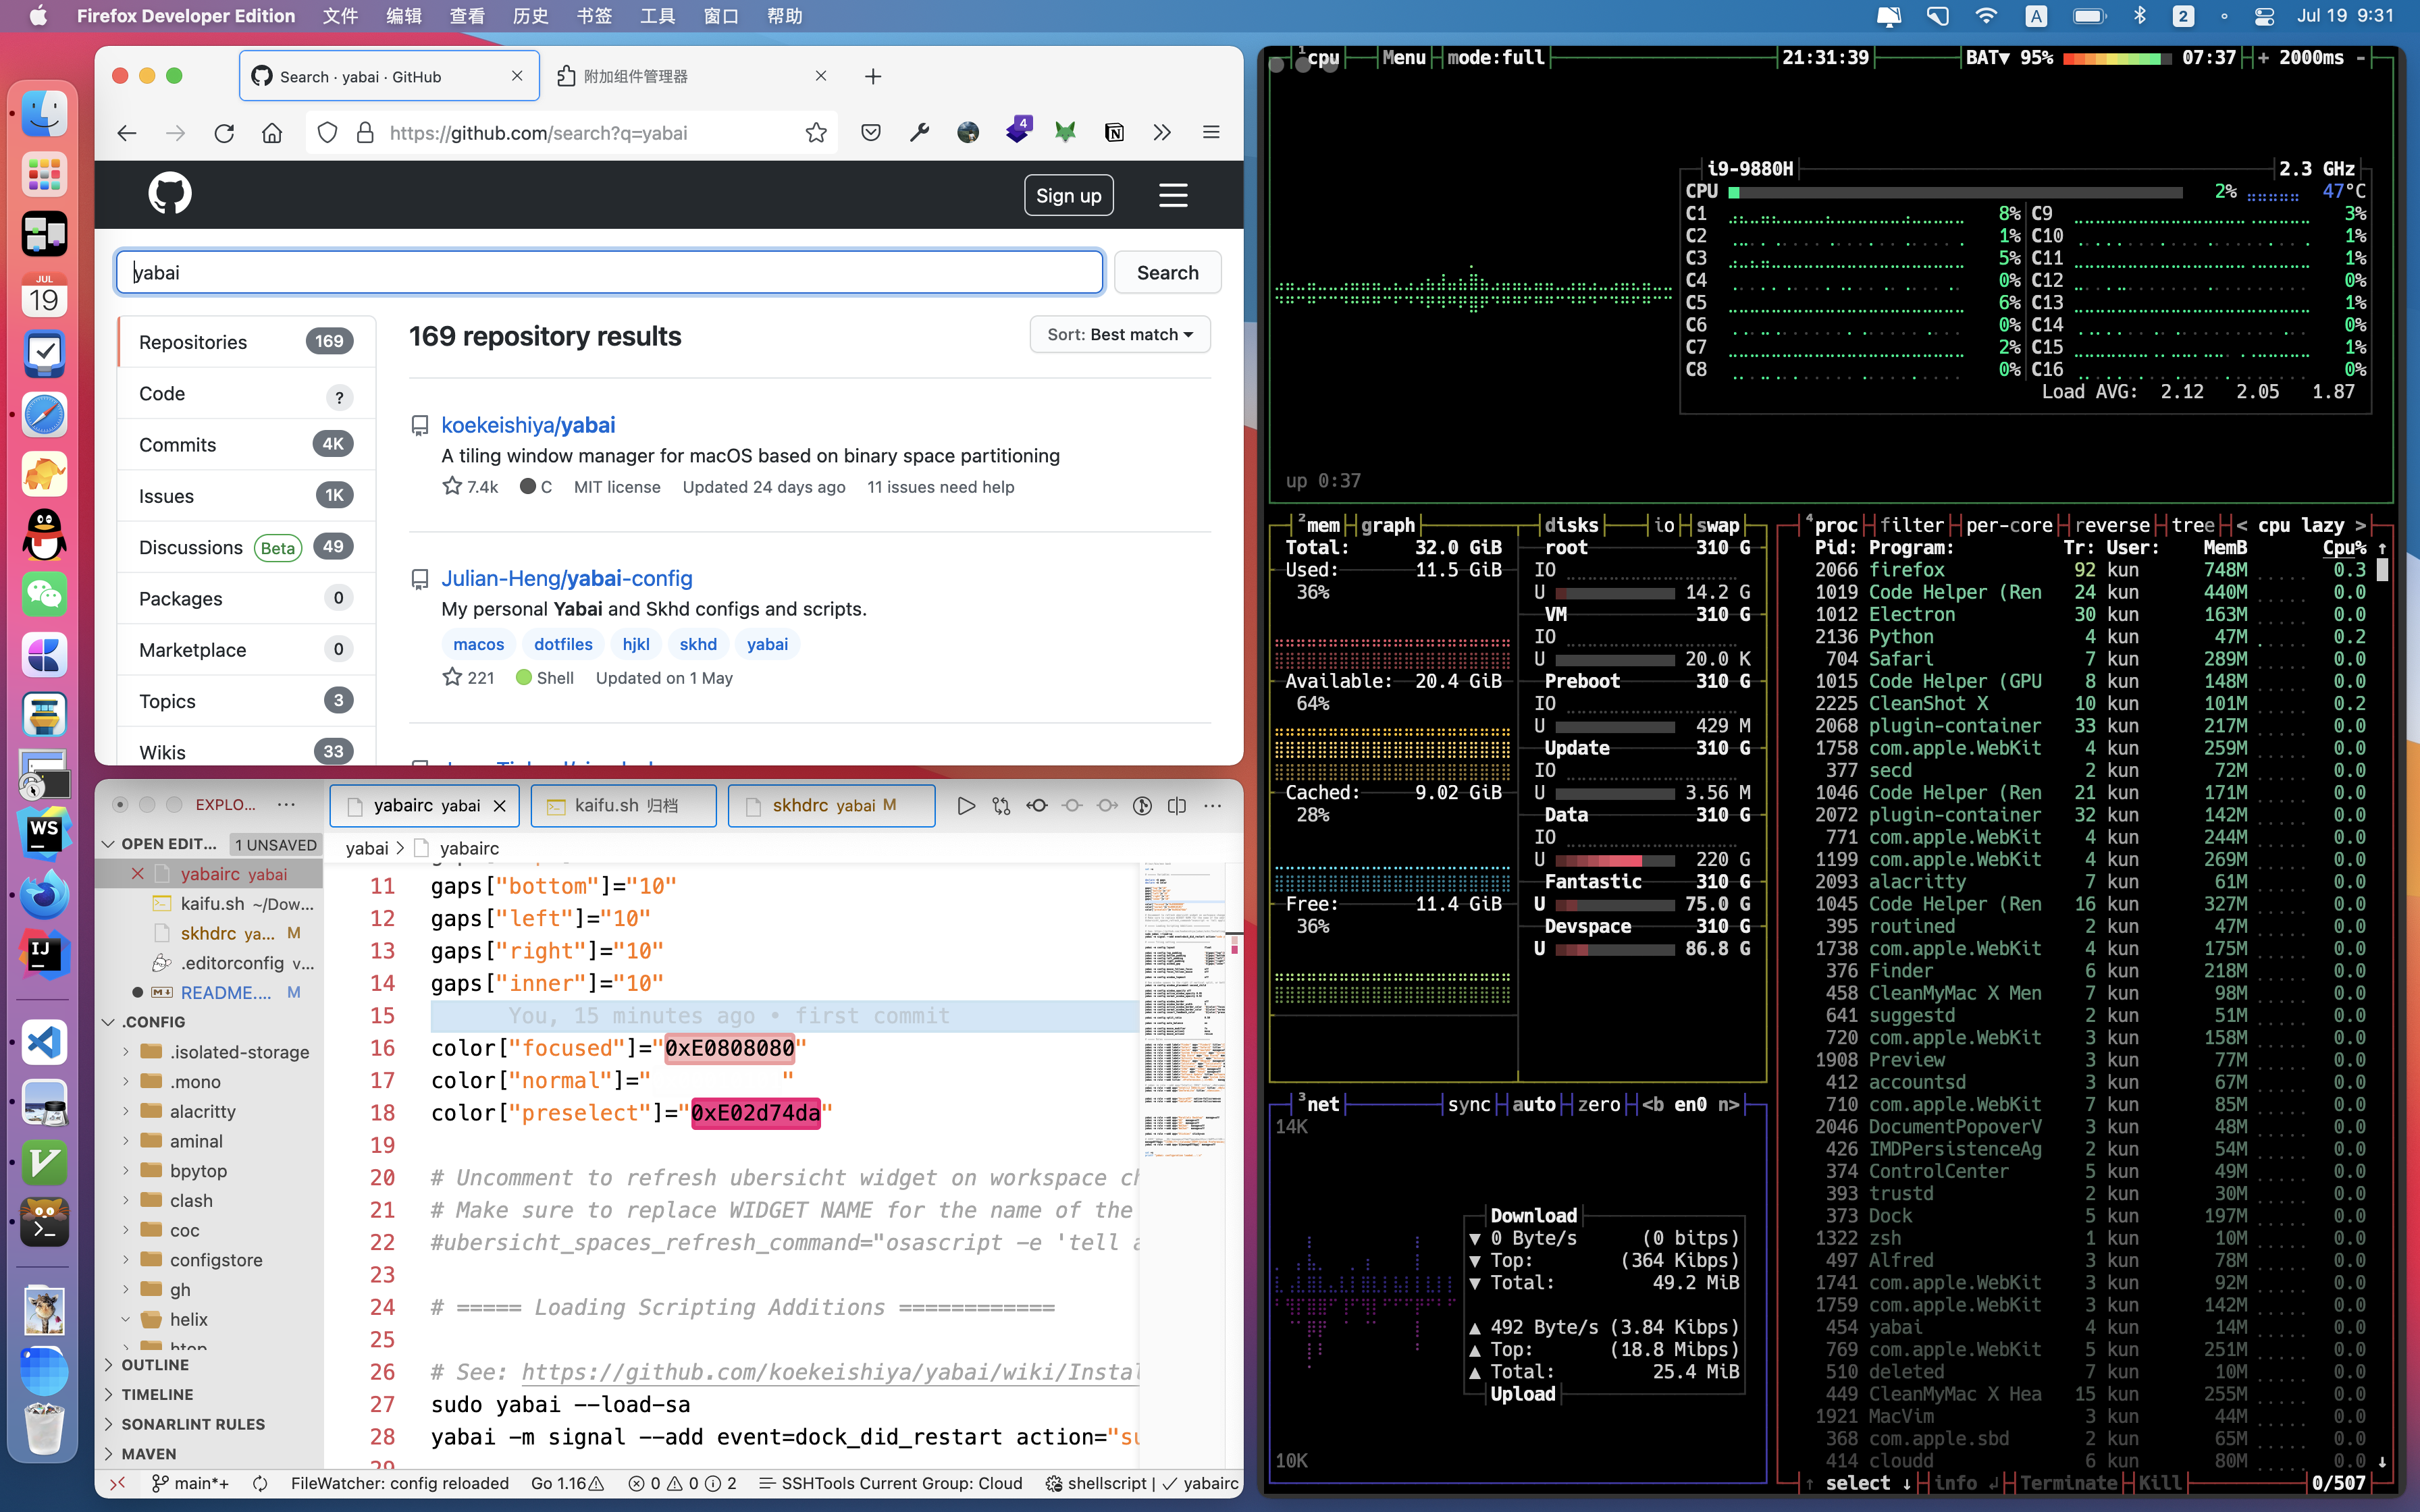 Firefox Developer Edition 文件 编辑 查看 历史 书签 工具 窗口 帮助
A 2 Jul 19 9:31
JUL
19
WS
IJ
Search · yabai · GitHub
附加组件管理器
https://github.com/search?q=yabai
4
Sign up
yabai
Search
Repositories 169
Code ?
Commits 4K
Issues 1K
Discussions Beta 49
Packages 0
Marketplace 0
Topics 3
Wikis 33
169 repository results
Sort: Best match
koekeishiya/yabai
A tiling window manager for macOS based on binary space partitioning
7.4k C MIT license Updated 24 days ago 11 issues need help
Julian-Heng/yabai-config
My personal Yabai and Skhd configs and scripts.
macos dotfiles hjkl skhd yabai
221 Shell Updated on 1 May
EXPLO... ···
OPEN EDIT... 1 UNSAVED
yabairc yabai
kaifu.sh ~/Dow...
skhdrc ya... M
.editorconfig v...
README.... M
.CONFIG
.isolated-storage
.mono
alacritty
aminal
bpytop
clash
coc
configstore
gh
helix
htop
OUTLINE
TIMELINE
SONARLINT RULES
MAVEN
yabairc yabai
kaifu.sh 归档
skhdrc yabai M
yabai > yabairc
11 gaps["bottom"]="10"
12 gaps["left"]="10"
13 gaps["right"]="10"
14 gaps["inner"]="10"
15 You, 15 minutes ago • first commit
16 color["focused"]="0xE0808080"
17 color["normal"]=" "
18 color["preselect"]="0xE02d74da"
19
20 # Uncomment to refresh ubersicht widget on workspace ch
21 # Make sure to replace WIDGET NAME for the name of the
22 #ubersicht_spaces_refresh_command="osascript -e 'tell a
23
24 # ===== Loading Scripting Additions ============
25
26 # See: https://github.com/koekeishiya/yabai/wiki/Instal
27 sudo yabai --load-sa
28 yabai -m signal --add event=dock_did_restart action="su
29
main*+ FileWatcher: config reloaded Go 1.16 0 0 2 SSHTools Current Group: Cloud shellscript | ✓ yabairc
1cpu Menu mode:full 21:31:39 BAT▼ 95% 07:37 + 2000ms -
i9-9880H 2.3 GHz
CPU 2% 47°C
C1 8% C9 3%
C2 1% C10 1%
C3 5% C11 1%
C4 0% C12 0%
C5 6% C13 1%
C6 0% C14 0%
C7 2% C15 1%
C8 0% C16 0%
Load AVG: 2.12 2.05 1.87
up 0:37
2mem graph
Total: 32.0 GiB
Used: 11.5 GiB
36%
Available: 20.4 GiB
64%
Cached: 9.02 GiB
28%
Free: 11.4 GiB
36%
disks io swap
root 310 G
IO
U 14.2 G
VM 310 G
IO
U 20.0 K
Preboot 310 G
IO
U 429 M
Update 310 G
IO
U 3.56 M
Data 310 G
IO
U 220 G
Fantastic 310 G
U 75.0 G
Devspace 310 G
U 86.8 G
3net sync auto zero <b en0 n>
14K
Download
▼ 0 Byte/s (0 bitps)
▼ Top: (364 Kibps)
▼ Total: 49.2 MiB
▲ 492 Byte/s (3.84 Kibps)
▲ Top: (18.8 Mibps)
▲ Total: 25.4 MiB
Upload
10K
4proc filter per-core reverse tree < cpu lazy >
Pid: Program: Tr: User: MemB Cpu% ↑
2066 firefox 92 kun 748M 0.3
1019 Code Helper (Ren 24 kun 440M 0.0
1012 Electron 30 kun 163M 0.0
2136 Python 4 kun 47M 0.2
704 Safari 7 kun 289M 0.0
1015 Code Helper (GPU 8 kun 148M 0.0
2225 CleanShot X 10 kun 101M 0.2
2068 plugin-container 33 kun 217M 0.0
1758 com.apple.WebKit 4 kun 259M 0.0
377 secd 2 kun 72M 0.0
1046 Code Helper (Ren 21 kun 171M 0.0
2072 plugin-container 32 kun 142M 0.0
771 com.apple.WebKit 4 kun 244M 0.0
1199 com.apple.WebKit 4 kun 269M 0.0
2093 alacritty 7 kun 61M 0.0
1045 Code Helper (Ren 16 kun 327M 0.0
395 routined 2 kun 47M 0.0
1738 com.apple.WebKit 4 kun 175M 0.0
376 Finder 6 kun 218M 0.0
458 CleanMyMac X Men 7 kun 98M 0.0
641 suggestd 2 kun 51M 0.0
720 com.apple.WebKit 3 kun 158M 0.0
1908 Preview 3 kun 77M 0.0
412 accountsd 3 kun 67M 0.0
710 com.apple.WebKit 7 kun 85M 0.0
2046 DocumentPopoverV 3 kun 48M 0.0
426 IMDPersistenceAg 2 kun 54M 0.0
374 ControlCenter 5 kun 49M 0.0
393 trustd 2 kun 30M 0.0
373 Dock 5 kun 197M 0.0
1322 zsh 1 kun 10M 0.0
497 Alfred 3 kun 78M 0.0
1741 com.apple.WebKit 3 kun 92M 0.0
1759 com.apple.WebKit 3 kun 142M 0.0
454 yabai 4 kun 14M 0.0
769 com.apple.WebKit 5 kun 251M 0.0
510 deleted 7 kun 10M 0.0
449 CleanMyMac X Hea 15 kun 255M 0.0
1921 MacVim 3 kun 44M 0.0
368 com.apple.sbd 2 kun 65M 0.0
414 cloudd 6 kun 80M 0.0 ↓
↑ select ↓ info ↲ Terminate Kill 0/507